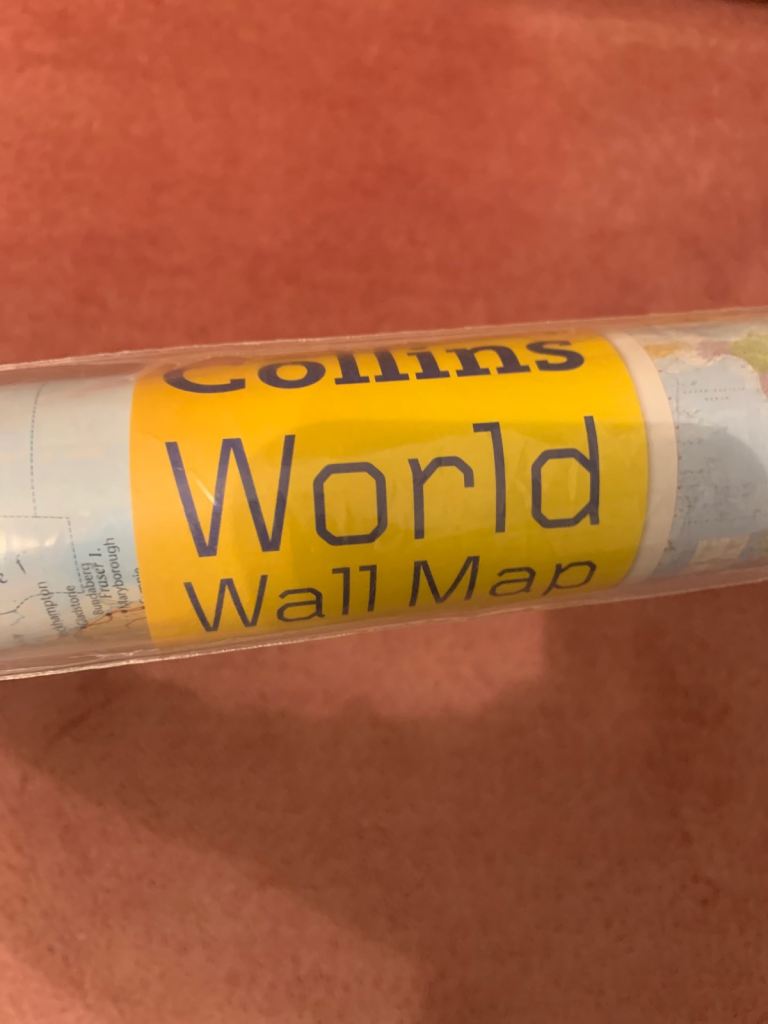 Collins
World
Wall Map
Bundaberg
Fraser I.
Maryborough